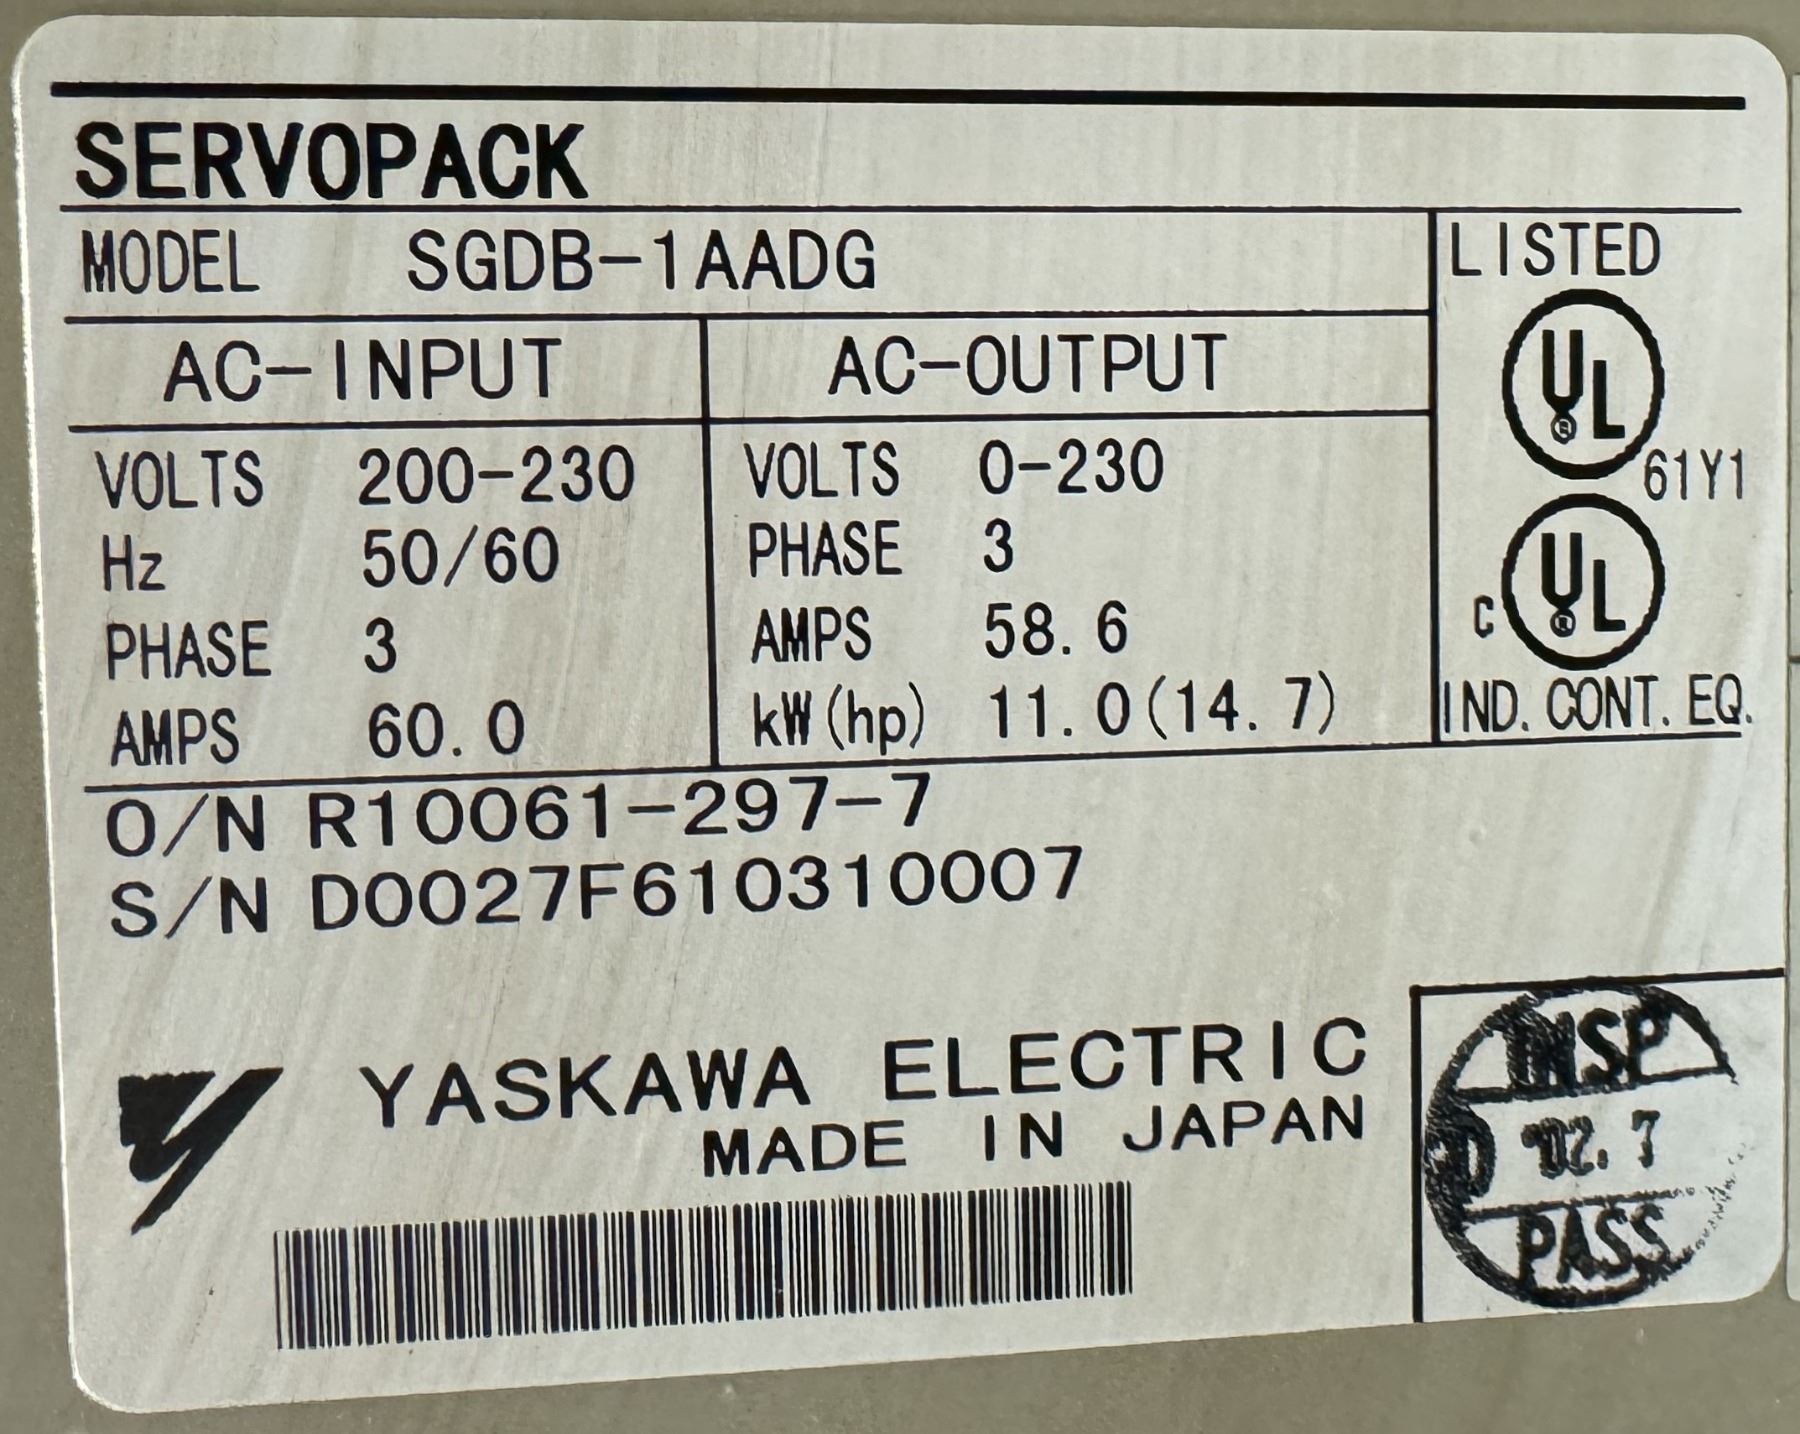 SERVOPACK
MODEL SGDB-1AADG
LISTED
AC-INPUT AC-OUTPUT
VOLTS 200-230 VOLTS 0-230
Hz 50/60 PHASE 3
PHASE 3 AMPS 58.6
AMPS 60.0 kW(hp) 11.0(14.7)
UL ® 61Y1
C UL ®
IND. CONT. EQ.
O/N R10061-297-7
S/N D0027F610310007
YASKAWA ELECTRIC
MADE IN JAPAN
INSP
'02.7
PASS